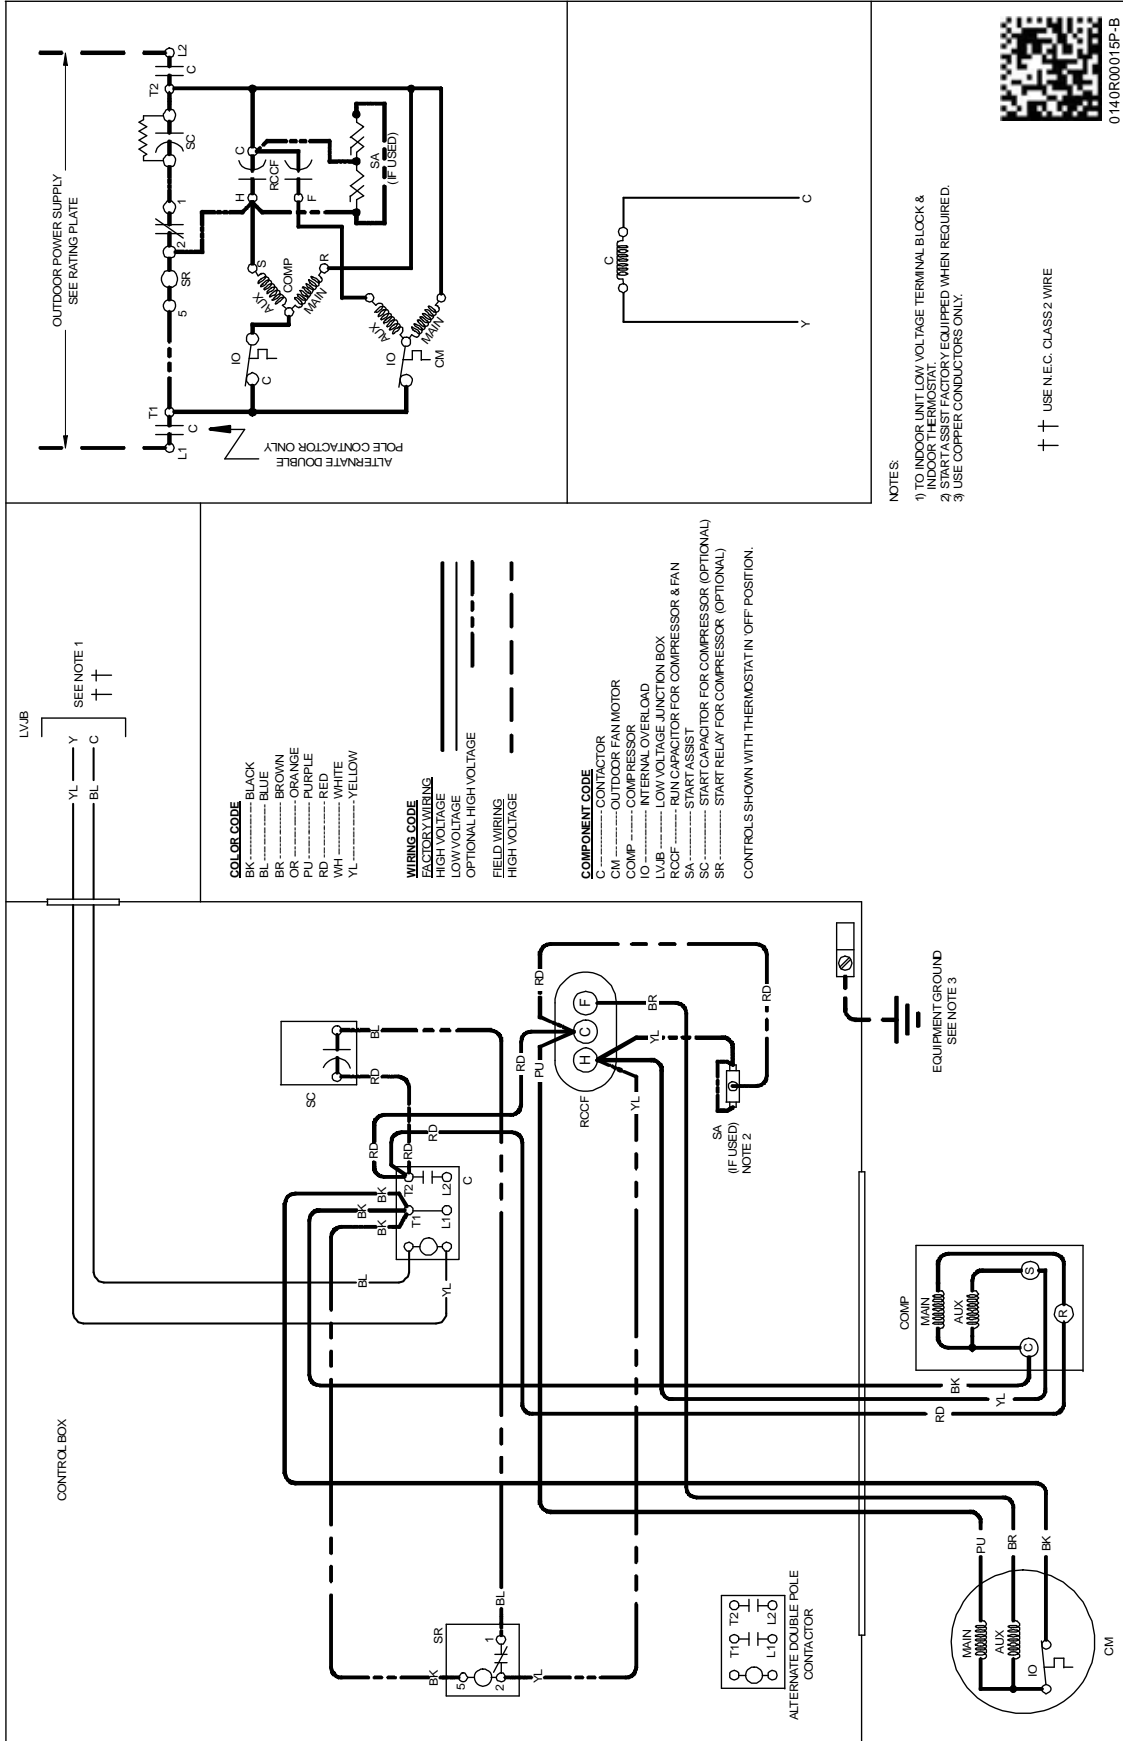 CONTROL BOX
LVJB
YL
Y
BL
C
SEE NOTE 1
†† 
SC
RD
BL
RD
RD
RD
RD
BK
BK
BK
T2
T1
L2
L1
C
BL
YL
PU
RD
H
C
F
RCCF
BR
YL
YL
RD
SA
(IF USED)
NOTE 2
SR
BK
5
2
1
BL
YL
T1
T2
L1
L2
ALTERNATE DOUBLE POLE
CONTACTOR
EQUIPMENT GROUND
SEE NOTE 3
COMP
MAIN
AUX
C
S
R
BK
YL
RD
PU
BR
BK
MAIN
AUX
IO
CM
COLOR CODE
BK ---------- BLACK
BL ---------- BLUE
BR ---------- BROWN
OR ---------- ORANGE
PU ---------- PURPLE
RD ---------- RED
WH ---------- WHITE
YL ---------- YELLOW
WIRING CODE
FACTORY WIRING
HIGH VOLTAGE
LOW VOLTAGE
OPTIONAL HIGH VOLTAGE
FIELD WIRING
HIGH VOLTAGE
COMPONENT CODE
C ---------- CONTACTOR
CM ---------- OUTDOOR FAN MOTOR
COMP ------- COMPRESSOR
IO ---------- INTERNAL OVERLOAD
LVJB -------- LOW VOLTAGE JUNCTION BOX
RCCF ------- RUN CAPACITOR FOR COMPRESSOR & FAN
SA ---------- START ASSIST
SC ---------- START CAPACITOR FOR COMPRESSOR (OPTIONAL)
SR ---------- START RELAY FOR COMPRESSOR (OPTIONAL)
CONTROLS SHOWN WITH THERMOSTAT IN 'OFF' POSITION.
OUTDOOR POWER SUPPLY
SEE RATING PLATE
L1
C
T1
5
SR
2
1
SC
T2
C
L2
ALTERNATE DOUBLE
POLE CONTACTOR ONLY
IO
C
AUX
S
COMP
MAIN
R
H
RCCF
C
F
SA
(IF USED)
IO
AUX
MAIN
CM
C
Y
C
NOTES:
1) TO INDOOR UNIT LOW VOLTAGE TERMINAL BLOCK &
INDOOR THERMOSTAT.
2) START ASSIST FACTORY EQUIPPED WHEN REQUIRED.
3) USE COPPER CONDUCTORS ONLY.
†† USE N.E.C. CLASS 2 WIRE
0140R00015P-B